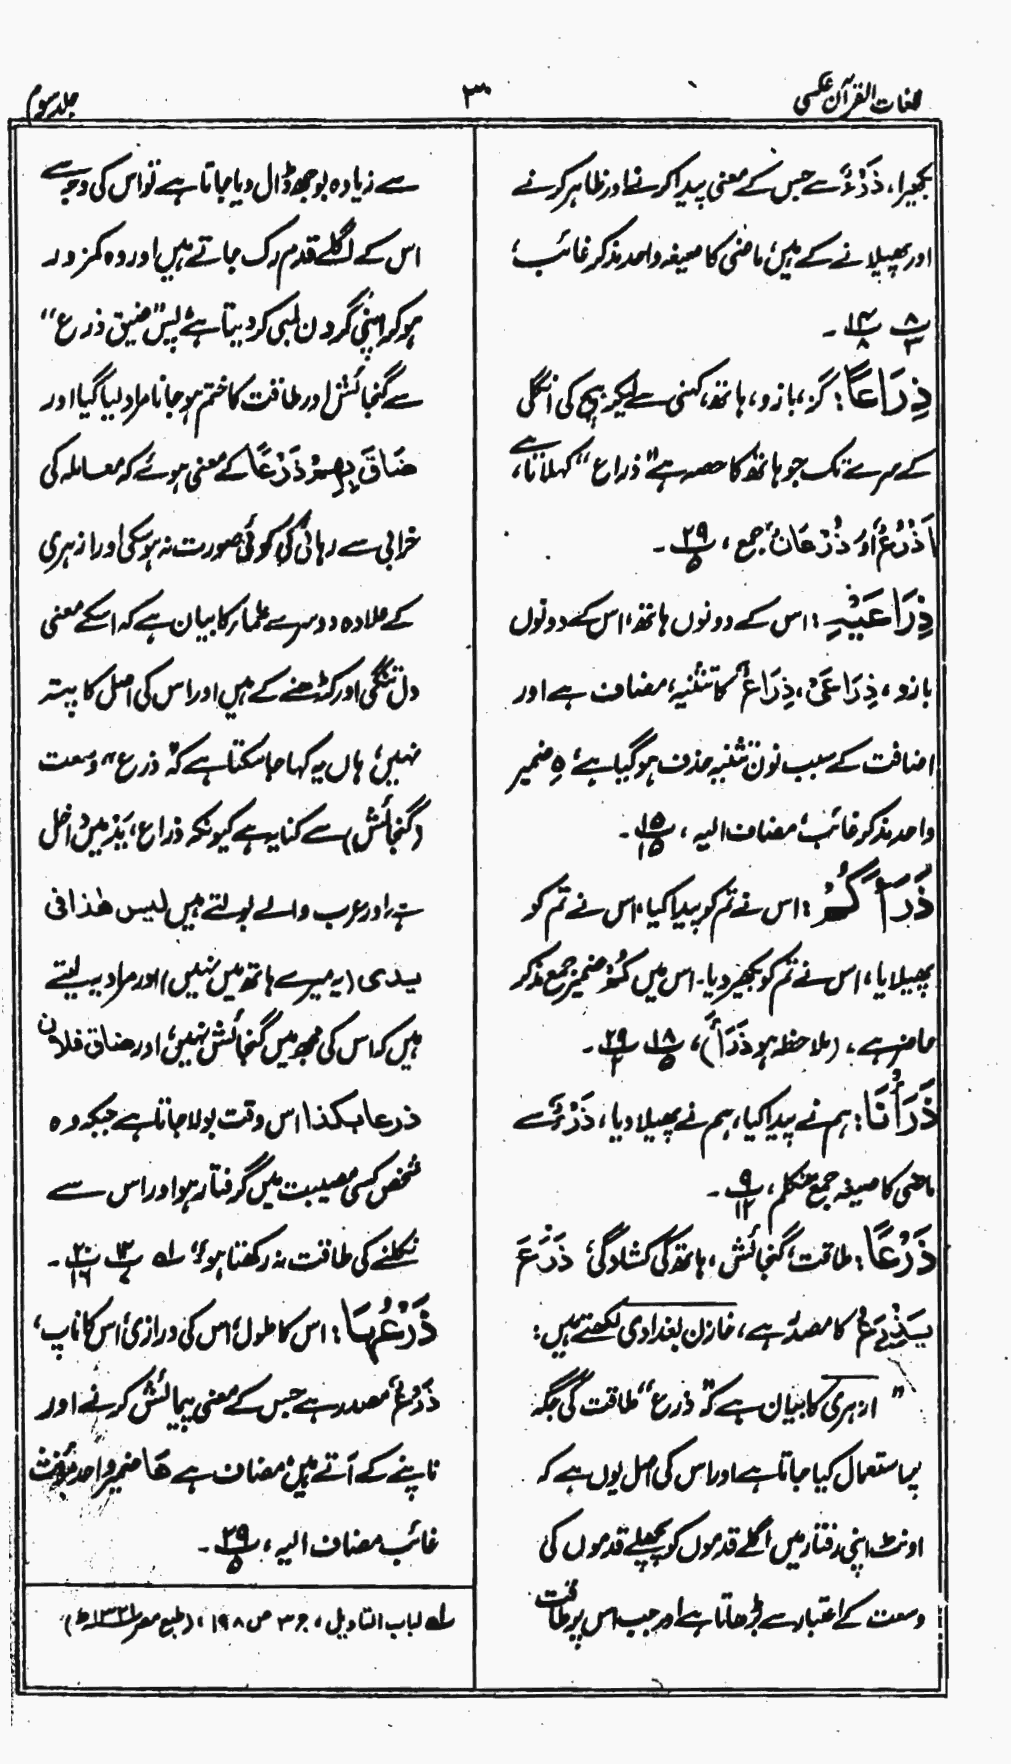 لغات القرآن عکسی
۳۰
جلد سوم
بکھیرا، ذَرْءٌ سے جس کے معنی پیدا کرنے اور ظاہر کرنے
اور پھیلانے کے ہیں، ماضی کا صیغہ واحد مذکر غائب،
۸/۳ ۱۴/۸ ۔
ذِرَاعًا: گز، بازو، ہاتھ، کہنی سے لیکر بیچ کی انگلی
کے سرے تک جو ہاتھ کا حصہ ہے "ذراع" کہلاتا ہے،
اَذْرُعٌ اور ذُرْعَانٌ جمع، ۲۹/۵ ۔
ذِرَاعَیْہِ: اس کے دونوں ہاتھ، اس کے دونوں
بازو، ذِرَاعَیْ، ذِرَاعٌ کا تثنیہ، مضاف ہے اور
اضافت کے سبب نون تثنیہ حذف ہو گیا ہے، ہِ ضمیر
واحد مذکر غائب، مضاف الیہ، ۱۵/۱۵ ۔
ذَرَاَکُمْ: اس نے تم کو پیدا کیا، اس نے تم کو
پھیلایا، اس نے تم کو بکھیر دیا۔ اس میں کُمْ ضمیر جمع مذکر
حاضر ہے، (ملاحظہ ہو ذَرَأَ)، ۱۸/۵، ۲۹/۲ ۔
ذَرَأْنَا: ہم نے پیدا کیا، ہم نے پھیلا دیا، ذَرْءٌ سے
ماضی کا صیغہ جمع متکلم، ۹/۱۲ ۔
ذَرْعًا: طاقت، گنجائش، ہاتھ کی کشادگی، ذَرَعَ
یَذْرَعُ کا مصدر ہے، خازن بغدادی لکھتے ہیں:
"ازہری کا بیان ہے کہ "ذرع" طاقت کی جگہ
پر استعمال کیا جاتا ہے اور اس کی اصل یوں ہے کہ
اونٹ اپنی رفتار میں اگلے قدموں کو پچھلے قدموں کی
وسعت کے اعتبار سے بڑھاتا ہے اور جب اس پر طاقت
سے زیادہ بوجھ ڈال دیا جاتا ہے تو اس کی وجہ سے
اس کے اگلے قدم رک جاتے ہیں اور وہ کمزور
ہو کر اپنی گردن لمبی کو دیتا ہے، پس "ضیق ذرع"
سے گنجائش اور طاقت کا ختم ہو جانا مراد لیا گیا اور
ضَاقَ بِھِمْ ذَرْعًا کے معنی ہوئے کہ معاملہ کی
خرابی سے رہائی کی کوئی صورت نہ ہو سکی اور ازہری
کے علاوہ دوسرے علماء کا بیان ہے کہ اسکے معنی
دل تنگی اور کڑھنے کے ہیں اور اس کی اصل کا پتہ
نہیں، ہاں یہ کہا جا سکتا ہے کہ "ذرع" وسعت
(گنجائش) سے کنایہ ہے کیونکہ ذراع، یَدْ میں داخل
ہے اور عرب والے بولتے ہیں لیس ھٰذا فی
یدی (یہ میرے ہاتھ میں نہیں) اور مراد یہ لیتے
ہیں کہ اس کی مجھ میں گنجائش نہیں، اور ضاق فلان
ذرعا بکذا اس وقت بولا جاتا ہے جبکہ وہ
شخص کسی مصیبت میں گرفتار ہو اور اس سے
نکلنے کی طاقت نہ رکھتا ہو" لہ ۱۲/۷ ۲۰/۱۶ ۔
ذَرْعُہَا: اس کا طول، اس کی درازی، اس کا ناپ،
ذَرْعٌ مصدر ہے جس کے معنی پیمائش کرنے اور
ناپنے کے آتے ہیں، مضاف ہے ھَا ضمیر واحد مؤنث
غائب مضاف الیہ، ۲۹/۵ ۔
لہ لباب التاویل، ج ۳ ص ۱۹۸، (طبع مصر ۱۳۳۱ھ)